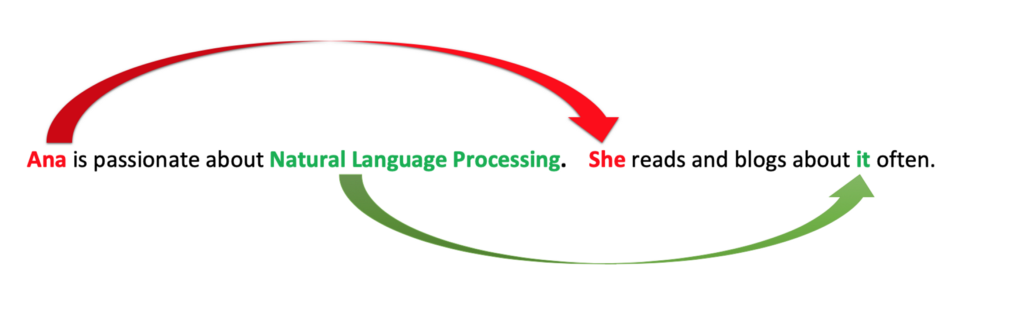 Ana is passionate about Natural Language Processing. She reads and blogs about it often.